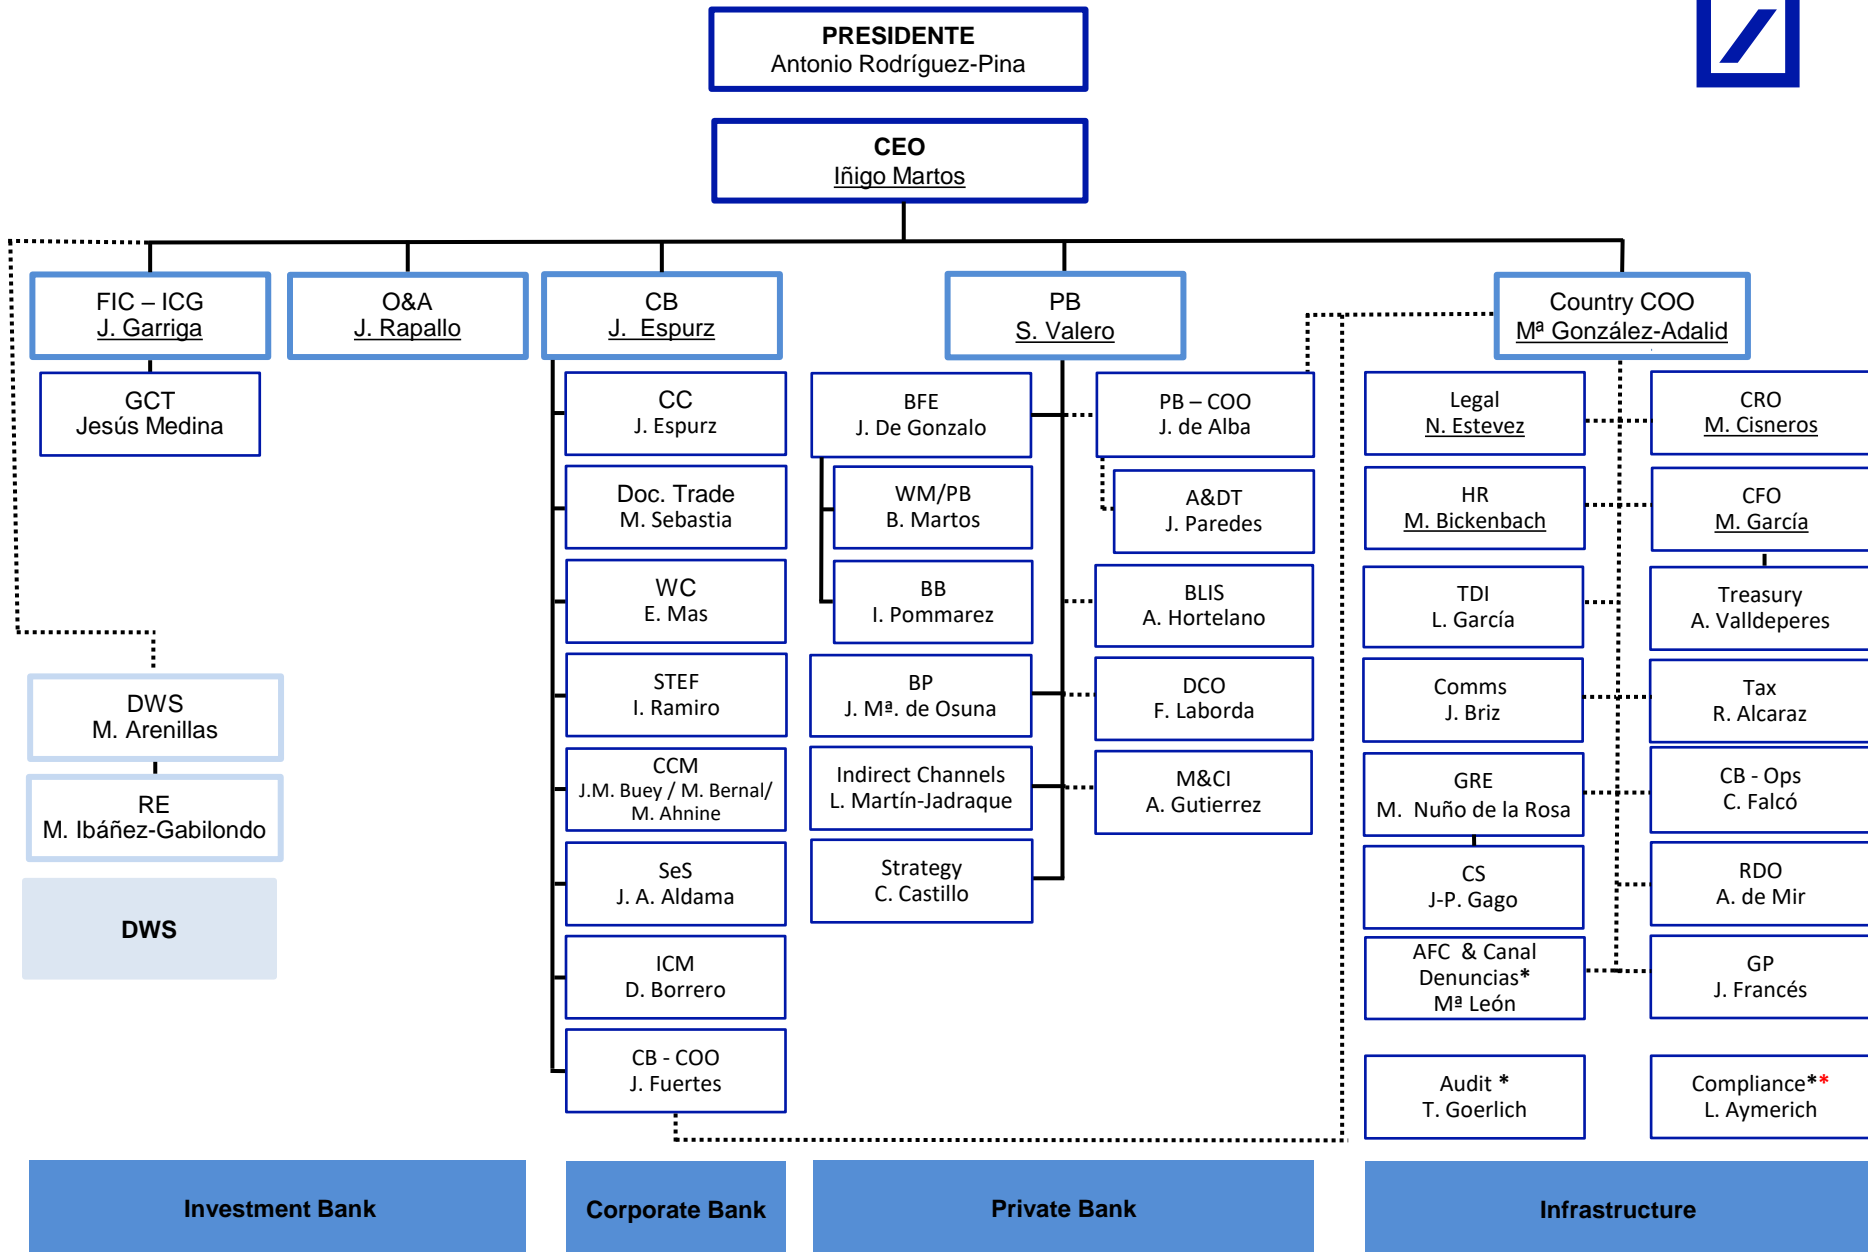 PRESIDENTE
Antonio Rodríguez-Pina
CEO
Iñigo Martos
FIC – ICG
J. Garriga
O&A
J. Rapallo
CB
J. Espurz
PB
S. Valero
Country COO
Mª González-Adalid
GCT
Jesús Medina
DWS
M. Arenillas
RE
M. Ibáñez-Gabilondo
DWS
CC
J. Espurz
Doc. Trade
M. Sebastia
WC
E. Mas
STEF
I. Ramiro
CCM
J.M. Buey / M. Bernal/
M. Ahnine
SeS
J. A. Aldama
ICM
D. Borrero
CB - COO
J. Fuertes
BFE
J. De Gonzalo
WM/PB
B. Martos
BB
I. Pommarez
BP
J. Mª. de Osuna
Indirect Channels
L. Martín-Jadraque
Strategy
C. Castillo
PB – COO
J. de Alba
A&DT
J. Paredes
BLIS
A. Hortelano
DCO
F. Laborda
M&CI
A. Gutierrez
Legal
N. Estevez
HR
M. Bickenbach
TDI
L. García
Comms
J. Briz
GRE
M. Nuño de la Rosa
CS
J-P. Gago
AFC & Canal
Denuncias*
Mª León
Audit *
T. Goerlich
CRO
M. Cisneros
CFO
M. García
Treasury
A. Valldeperes
Tax
R. Alcaraz
CB - Ops
C. Falcó
RDO
A. de Mir
GP
J. Francés
Compliance**
L. Aymerich
Investment Bank
Corporate Bank
Private Bank
Infrastructure